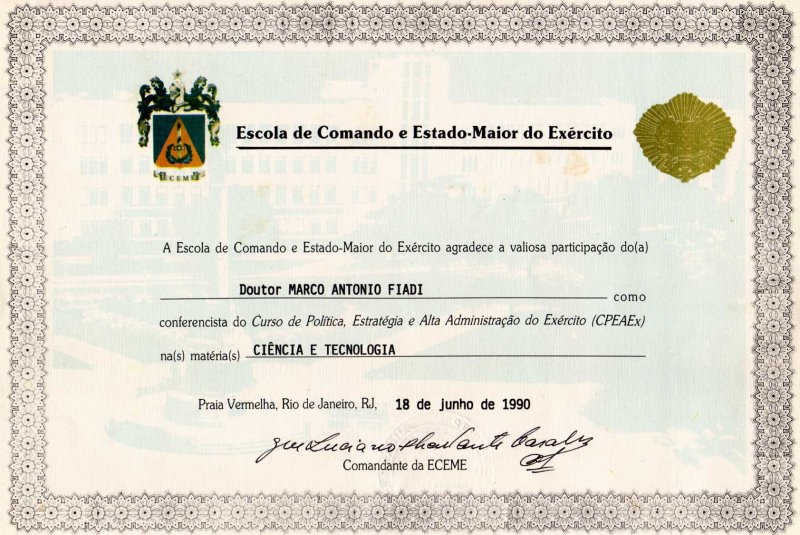 ECEME
Escola de Comando e Estado-Maior do Exército
A Escola de Comando e Estado-Maior do Exército agradece a valiosa participação do(a)
Doutor MARCO ANTONIO FIADI como
conferencista do Curso de Política, Estratégia e Alta Administração do Exército (CPEAEx)
na(s) matéria(s) CIÊNCIA E TECNOLOGIA
Praia Vermelha, Rio de Janeiro, RJ, 18 de junho de 1990
Comandante da ECEME